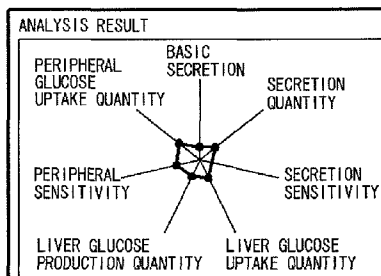 ANALYSIS RESULT
BASIC
SECRETION
PERIPHERAL
GLUCOSE
UPTAKE QUANTITY
SECRETION
QUANTITY
PERIPHERAL
SENSITIVITY
SECRETION
SENSITIVITY
LIVER GLUCOSE
PRODUCTION QUANTITY
LIVER GLUCOSE
UPTAKE QUANTITY